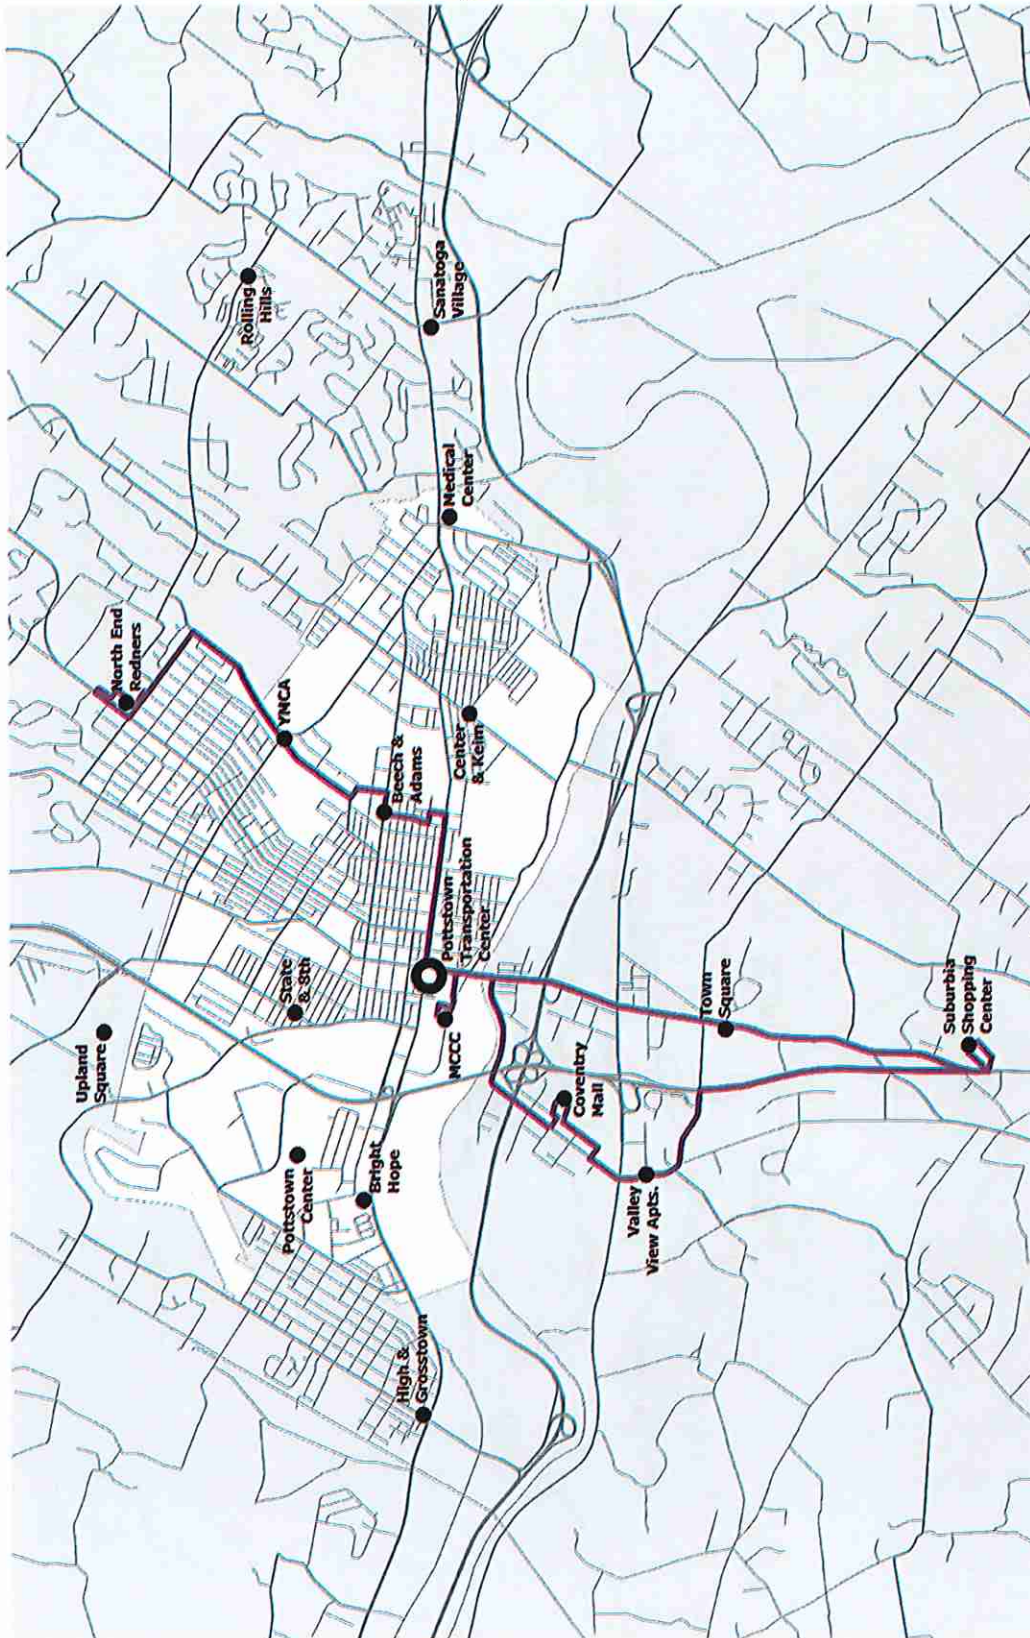 Upland
Square
North End
Redners
Rolling
Hills
YMCA
State
& 8th
Pottstown
Center
Bright
Hope
Beech &
Adams
High &
Grosstown
Sanatoga
Village
Medical
Center
Center
& Keim
Pottstown
Transportation
Center
MCCC
Coventry
Mall
Valley
View Apts.
Town
Square
Suburbia
Shopping
Center